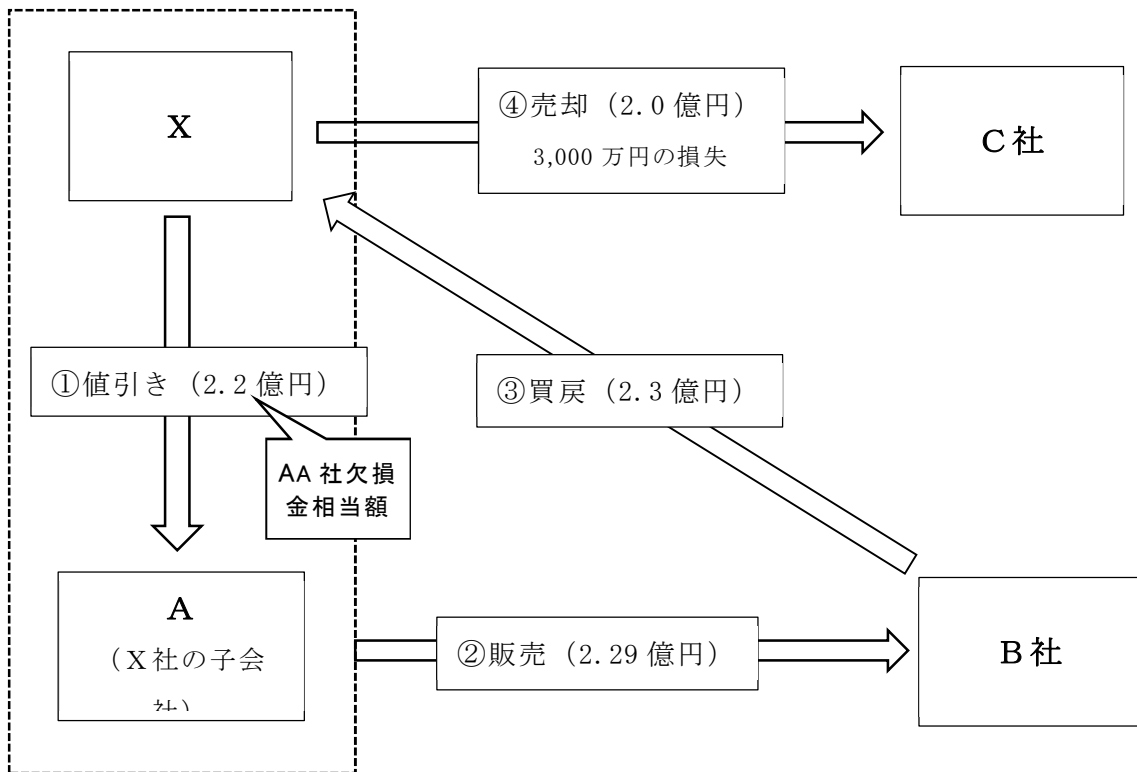 X
④売却（2.0 億円）
3,000 万円の損失
C社
①値引き（2.2 億円）
③買戻（2.3 億円）
AA 社欠損
金相当額
A
（X社の子会
社）
②販売（2.29 億円）
B社